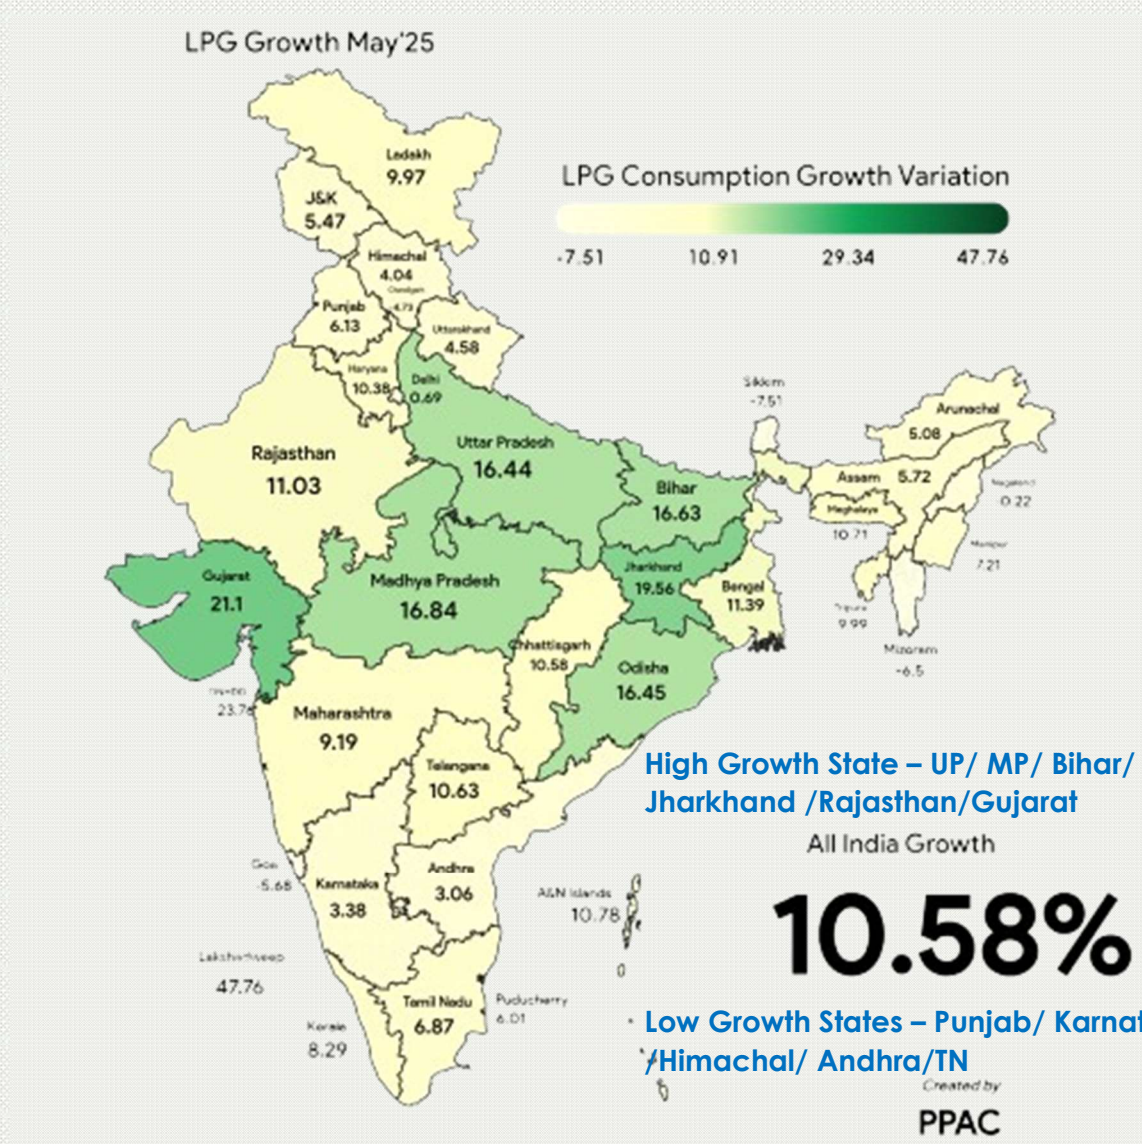 LPG Growth May'25
Ladakh
9.97
LPG Consumption Growth Variation
-7.51 10.91 29.34 47.76
J&K
5.47
Himachal
4.04
Chandigarh
-4.73
Punjab
6.13
Uttarakhand
4.58
Haryana
10.38
Delhi
0.69
Sikkim
-7.51
Arunachal
5.08
Rajasthan
11.03
Uttar Pradesh
16.44
Bihar
16.63
Assam 5.72
Nagaland
0.22
Meghalaya
10.71
Manipur
7.21
Gujarat
21.1
Madhya Pradesh
16.84
Jharkhand
19.56
Bengal
11.39
Tripura
9.99
Mizoram
-6.5
Chhattisgarh
10.58
Odisha
16.45
23.76
Maharashtra
9.19
Telangana
10.63
High Growth State – UP/ MP/ Bihar/
Jharkhand /Rajasthan/Gujarat
All India Growth
10.58%
Goa
-5.68
Karnataka
3.38
Andhra
3.06
A&N Islands
10.78
Lakshadweep
47.76
Tamil Nadu
6.87
Puducherry
6.01
Kerala
8.29
Low Growth States – Punjab/ Karnat
/Himachal/ Andhra/TN
Created by
PPAC